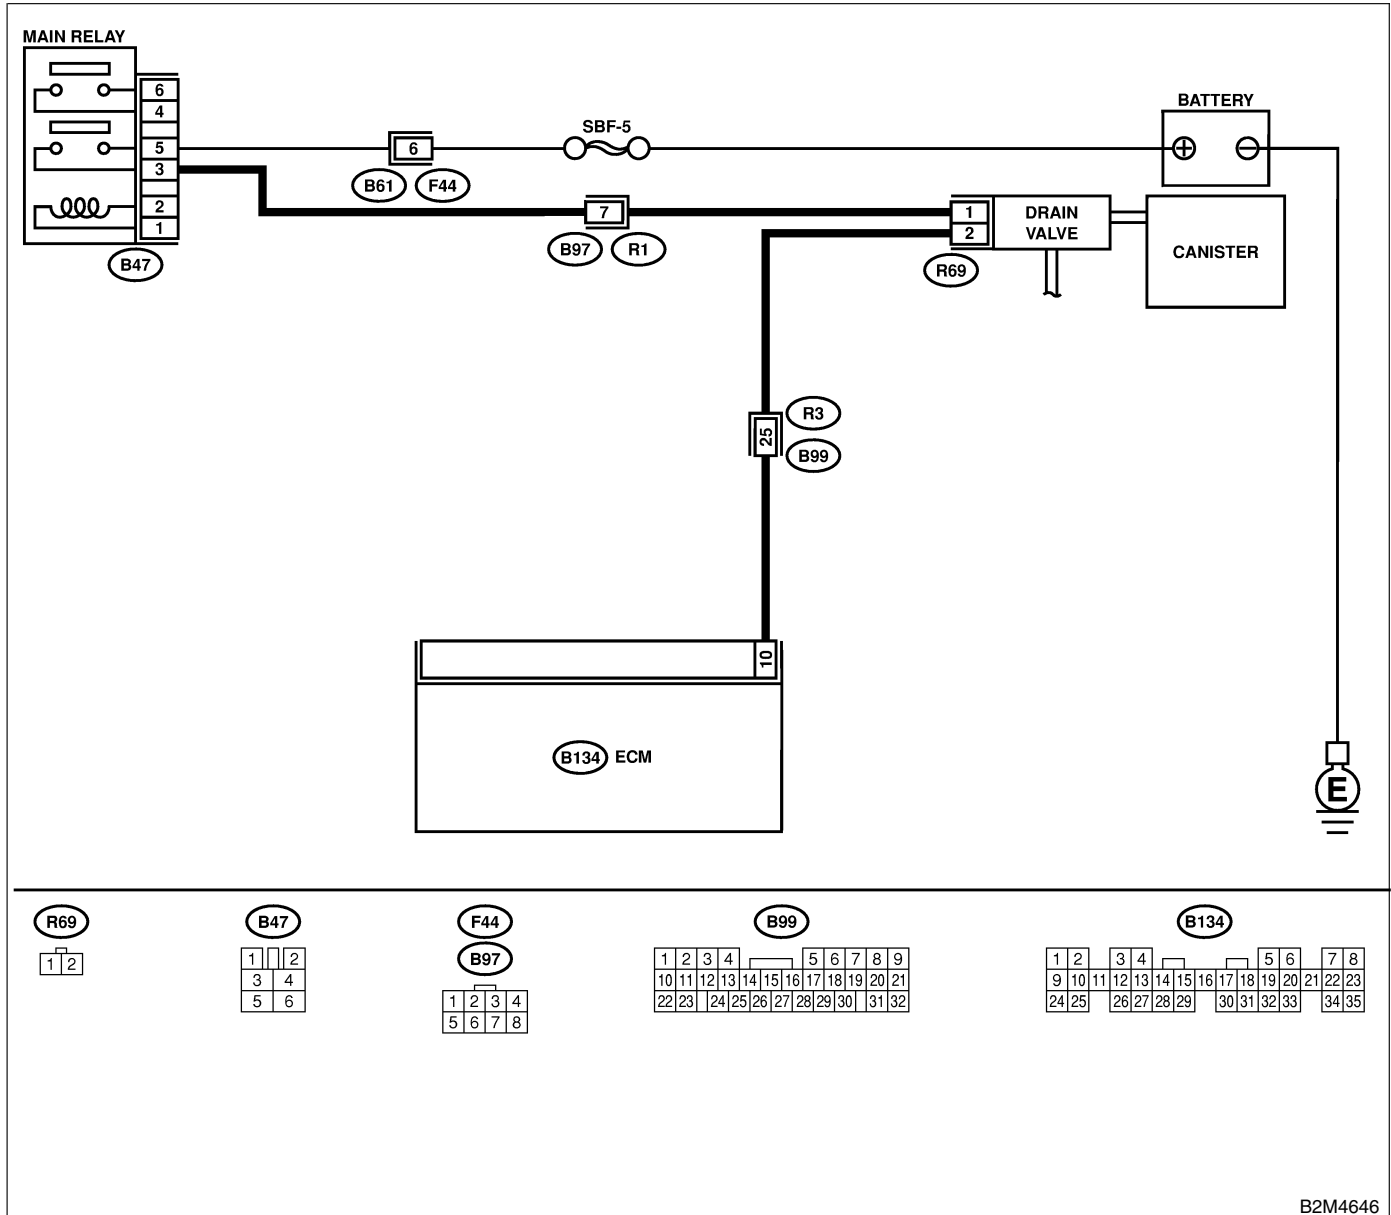 MAIN RELAY
6
4
5
3
2
1
B47
6
B61
F44
SBF-5
BATTERY
7
B97
R1
1
2
R69
DRAIN
VALVE
CANISTER
R3
25
B99
10
B134
ECM
E
R69
1 2
B47
1 2
3 4
5 6
F44
B97
1 2 3 4
5 6 7 8
B99
1 2 3 4 5 6 7 8 9
10 11 12 13 14 15 16 17 18 19 20 21
22 23 24 25 26 27 28 29 30 31 32
B134
1 2 3 4 5 6 7 8
9 10 11 12 13 14 15 16 17 18 19 20 21 22 23
24 25 26 27 28 29 30 31 32 33 34 35
B2M4646